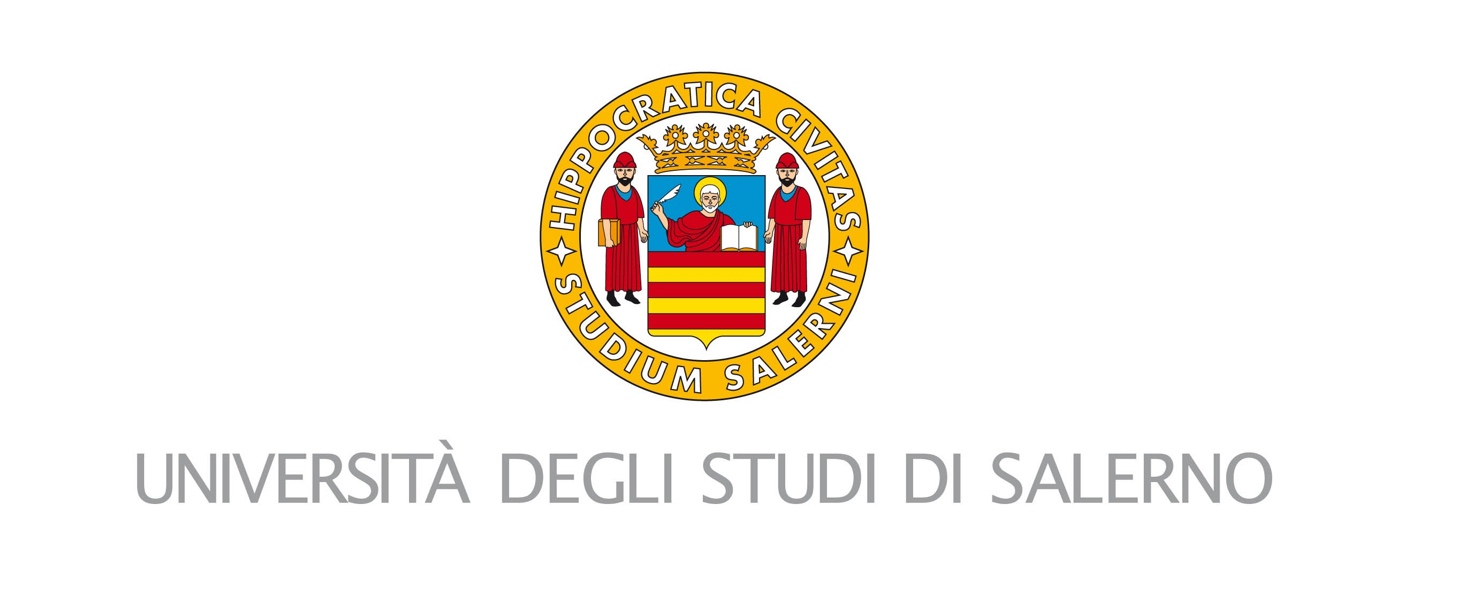 HIPPOCRATICA CIVITAS
STUDIUM SALERNI
UNIVERSITÀ DEGLI STUDI DI SALERNO